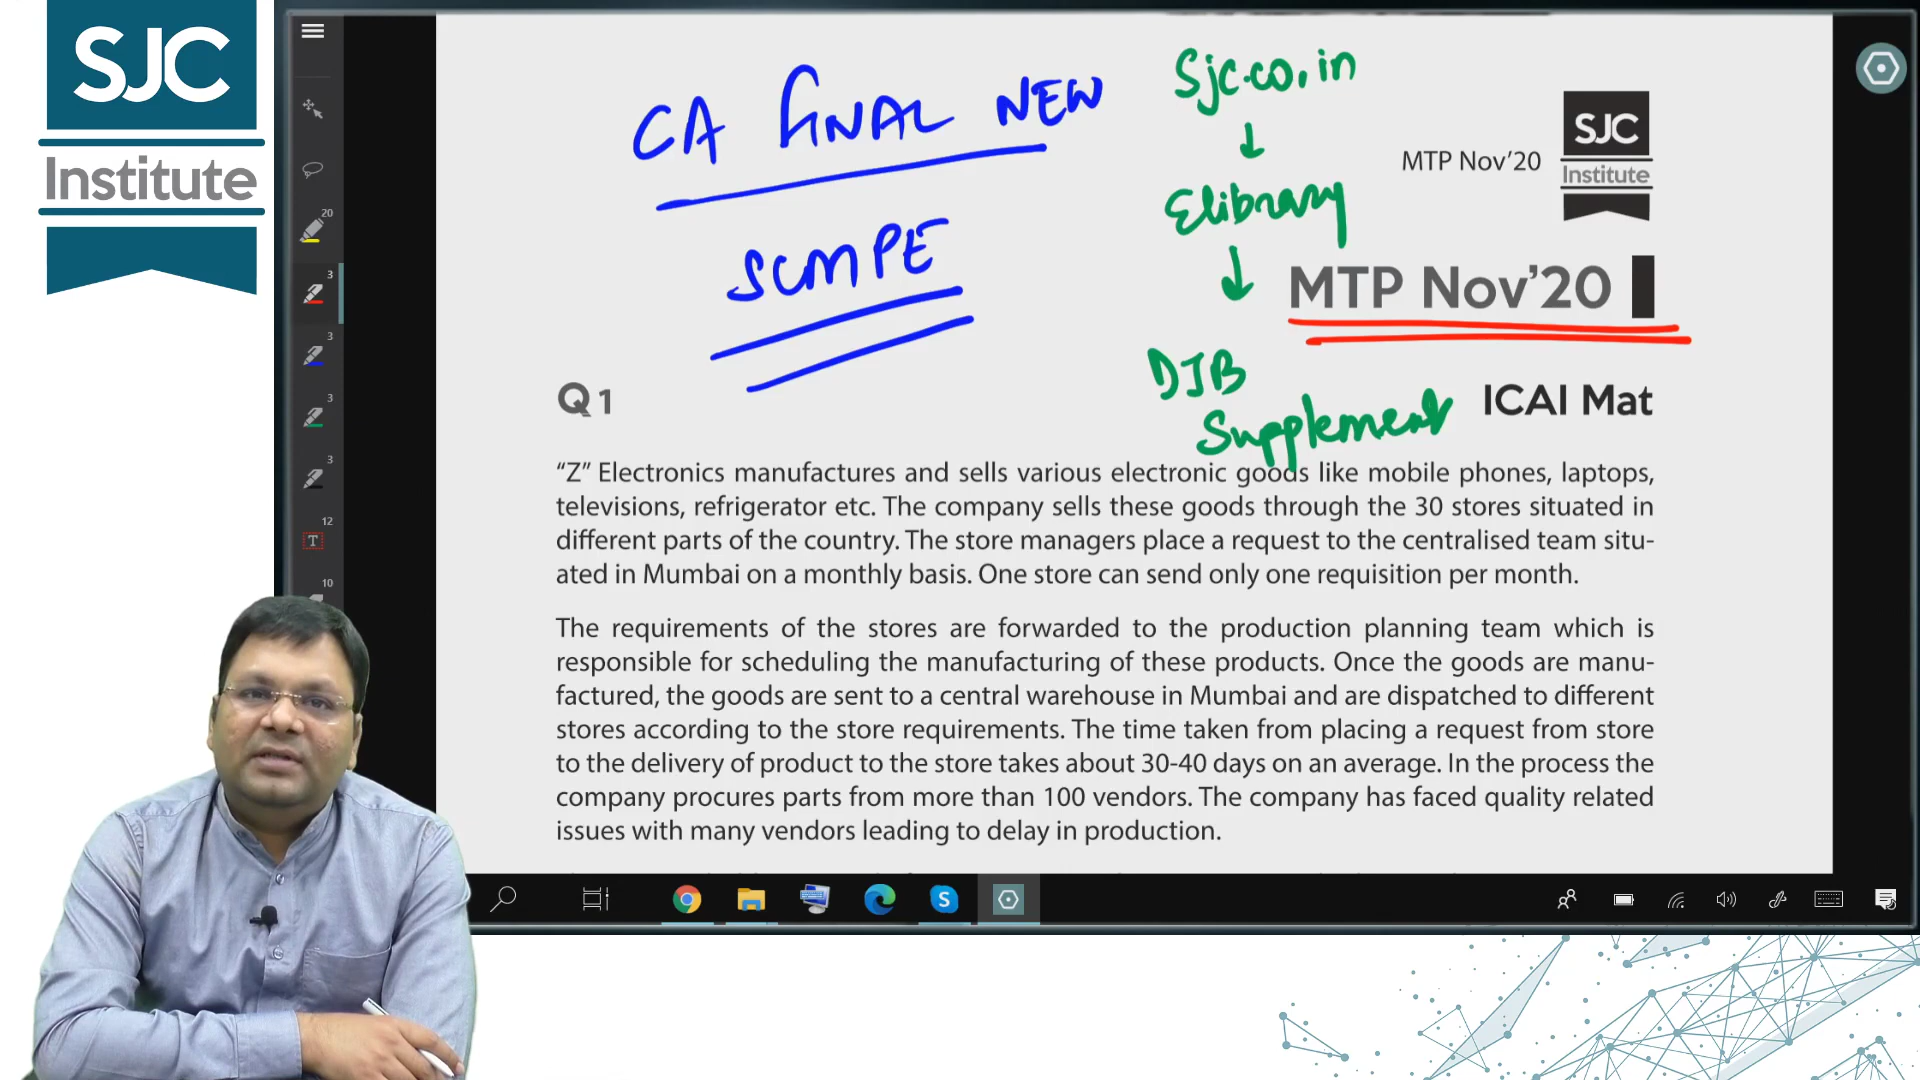 SJC
Institute
CA FINAL NEW
SCMPE
Sjc.co.in
Elibrary
DJB
Supplement
MTP Nov’20
SJC
Institute
MTP Nov’20
Q 1
ICAI Mat
“Z” Electronics manufactures and sells various electronic goods like mobile phones, laptops,
televisions, refrigerator etc. The company sells these goods through the 30 stores situated in
different parts of the country. The store managers place a request to the centralised team situ-
ated in Mumbai on a monthly basis. One store can send only one requisition per month.
The requirements of the stores are forwarded to the production planning team which is
responsible for scheduling the manufacturing of these products. Once the goods are manu-
factured, the goods are sent to a central warehouse in Mumbai and are dispatched to different
stores according to the store requirements. The time taken from placing a request from store
to the delivery of product to the store takes about 30-40 days on an average. In the process the
company procures parts from more than 100 vendors. The company has faced quality related
issues with many vendors leading to delay in production.
20
3
3
3
3
12
T
10
S